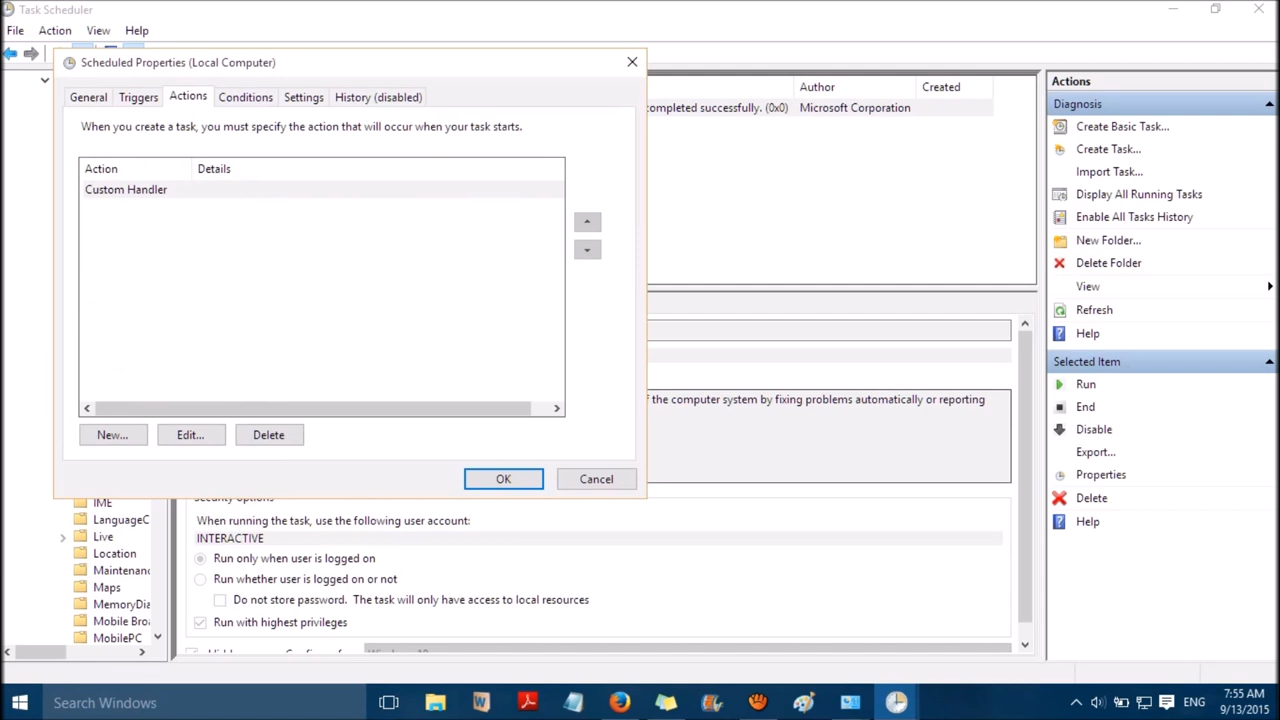 Task Scheduler
File Action View Help
Scheduled Properties (Local Computer)
General Triggers Actions Conditions Settings History (disabled)
When you create a task, you must specify the action that will occur when your task starts.
Action Details
Custom Handler
New... Edit... Delete
OK Cancel
Author Created
completed successfully. (0x0) Microsoft Corporation
f the computer system by fixing problems automatically or reporting
Security options
When running the task, use the following user account:
INTERACTIVE
Run only when user is logged on
Run whether user is logged on or not
Do not store password. The task will only have access to local resources
Run with highest privileges
IME
LanguageC
Live
Location
Maintenanc
Maps
MemoryDia
Mobile Broa
MobilePC
Actions
Diagnosis
Create Basic Task...
Create Task...
Import Task...
Display All Running Tasks
Enable All Tasks History
New Folder...
Delete Folder
View
Refresh
Help
Selected Item
Run
End
Disable
Export...
Properties
Delete
Help
Search Windows
ENG
7:55 AM
9/13/2015